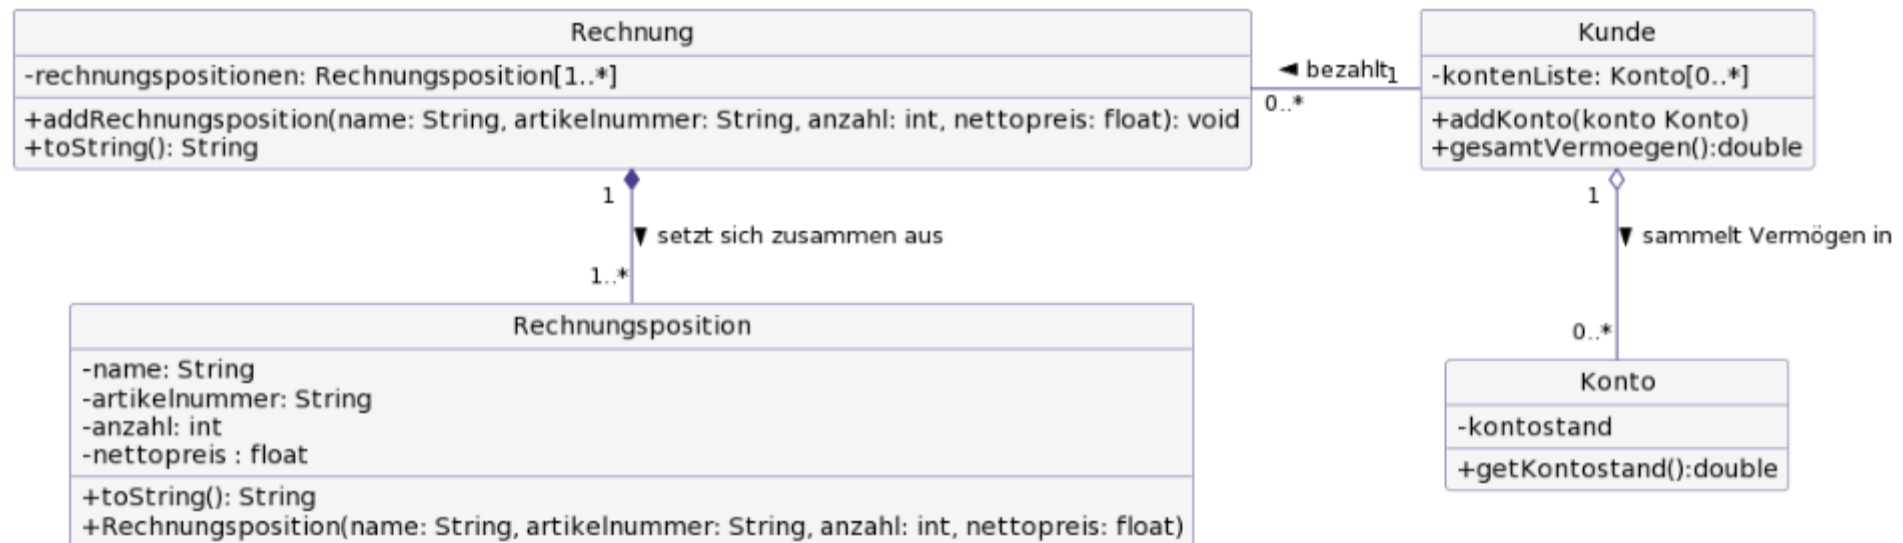 Rechnung
-rechnungspositionen: Rechnungsposition[1..*]
+addRechnungsposition(name: String, artikelnummer: String, anzahl: int, nettopreis: float): void
+toString(): String
◄ bezahlt
1
0..*
Kunde
-kontenListe: Konto[0..*]
+addKonto(konto Konto)
+gesamtVermoegen():double
1
▼ setzt sich zusammen aus
1..*
1
▼ sammelt Vermögen in
0..*
Rechnungsposition
-name: String
-artikelnummer: String
-anzahl: int
-nettopreis : float
+toString(): String
+Rechnungsposition(name: String, artikelnummer: String, anzahl: int, nettopreis: float)
Konto
-kontostand
+getKontostand():double